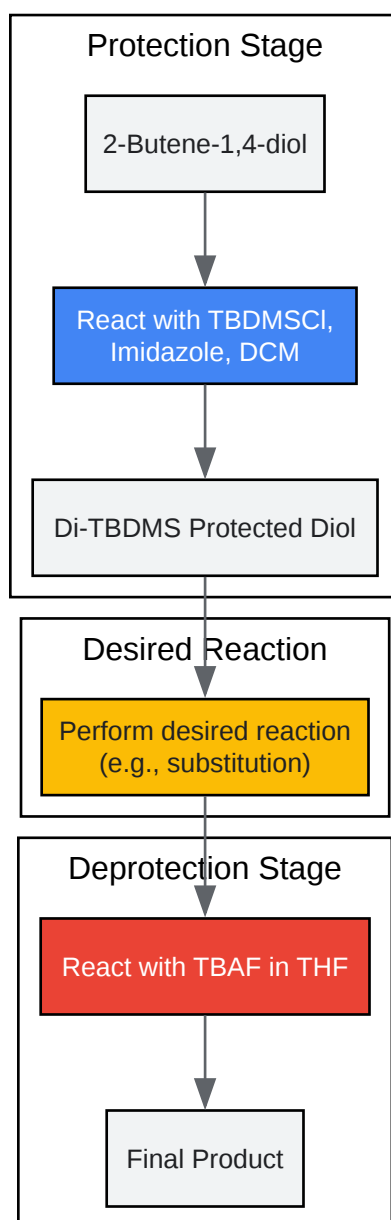 Protection Stage
2-Butene-1,4-diol
React with TBDMSCl,
Imidazole, DCM
Di-TBDMS Protected Diol
Desired Reaction
Perform desired reaction
(e.g., substitution)
Deprotection Stage
React with TBAF in THF
Final Product